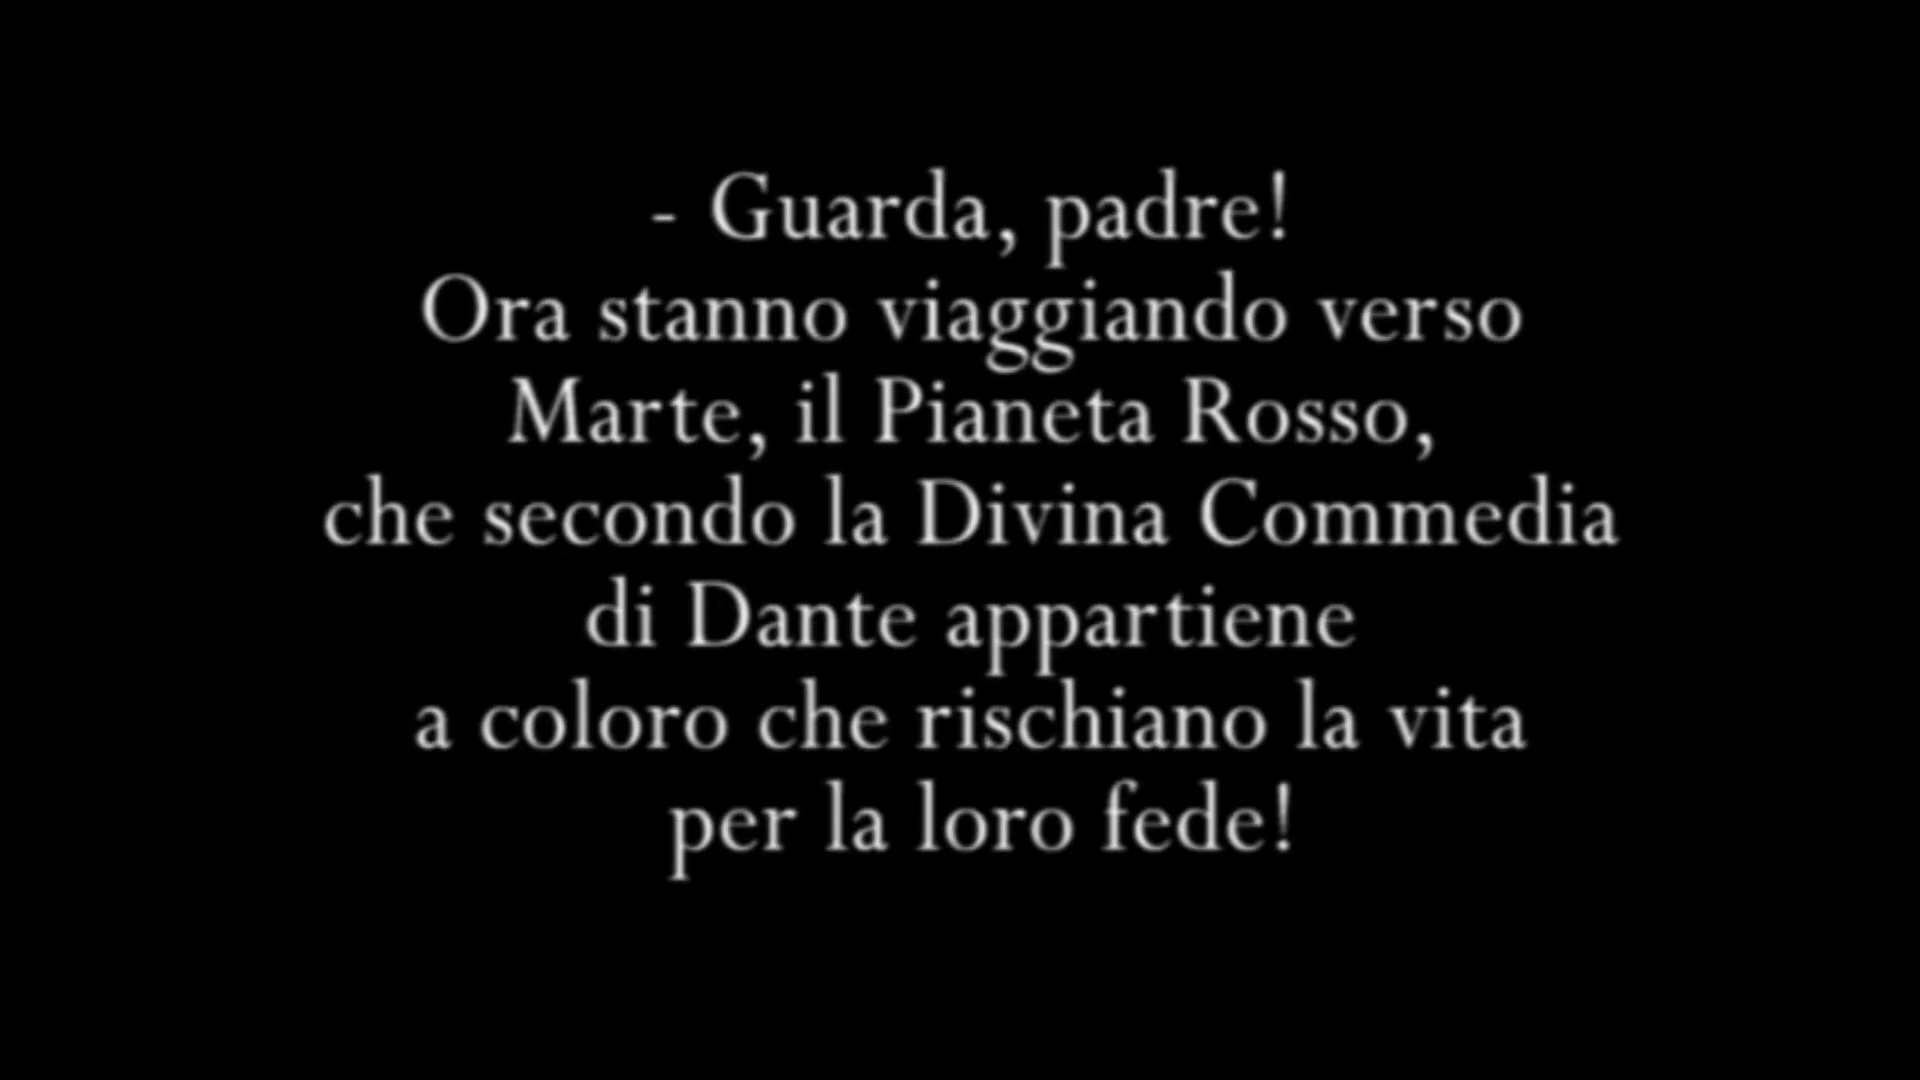 - Guarda, padre!
Ora stanno viaggiando verso
Marte, il Pianeta Rosso,
che secondo la Divina Commedia
di Dante appartiene
a coloro che rischiano la vita
per la loro fede!